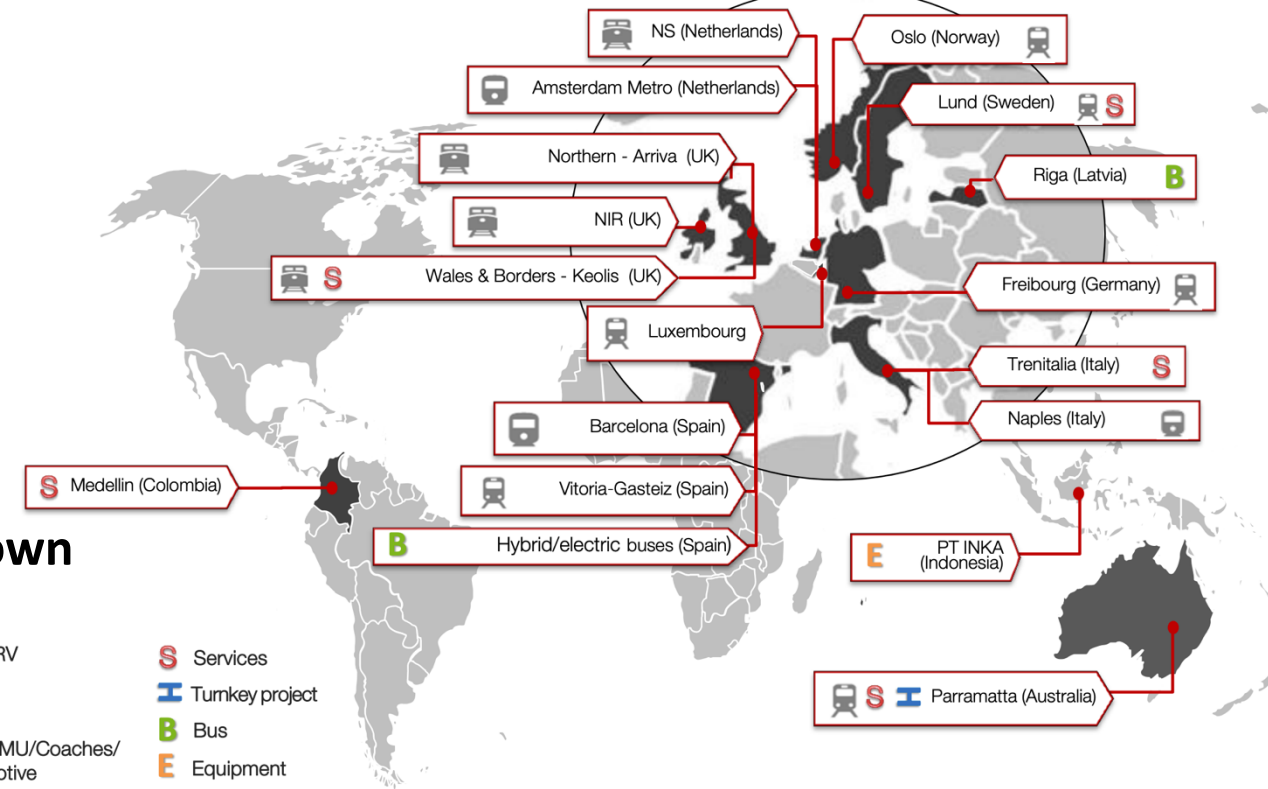 NS (Netherlands)
Oslo (Norway)
Amsterdam Metro (Netherlands)
Lund (Sweden)
S
Northern - Arriva (UK)
Riga (Latvia)
B
NIR (UK)
S
Wales & Borders - Keolis (UK)
Freibourg (Germany)
Luxembourg
Trenitalia (Italy)
S
Naples (Italy)
Barcelona (Spain)
S
Medellin (Colombia)
Vitoria-Gasteiz (Spain)
B
Hybrid/electric buses (Spain)
E
PT INKA
(Indonesia)
own
RV
S
Services
Turnkey project
S
Parramatta (Australia)
B
Bus
MU/Coaches/
otive
E
Equipment